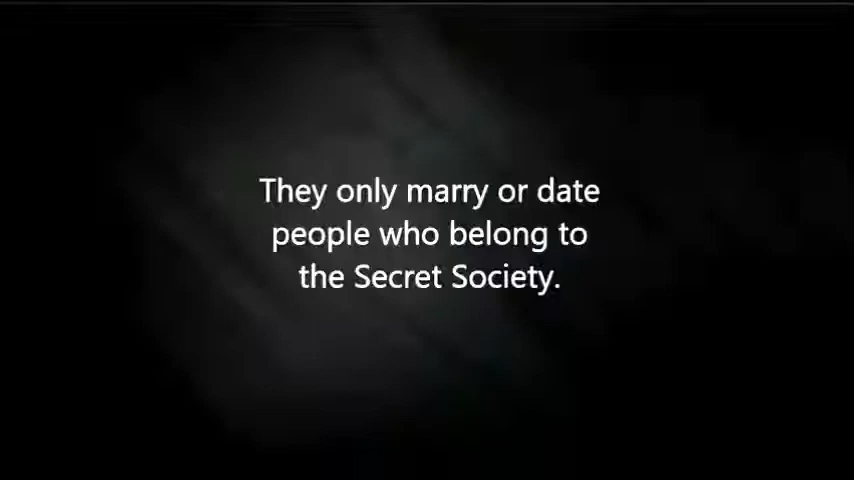 They only marry or date
people who belong to
the Secret Society.